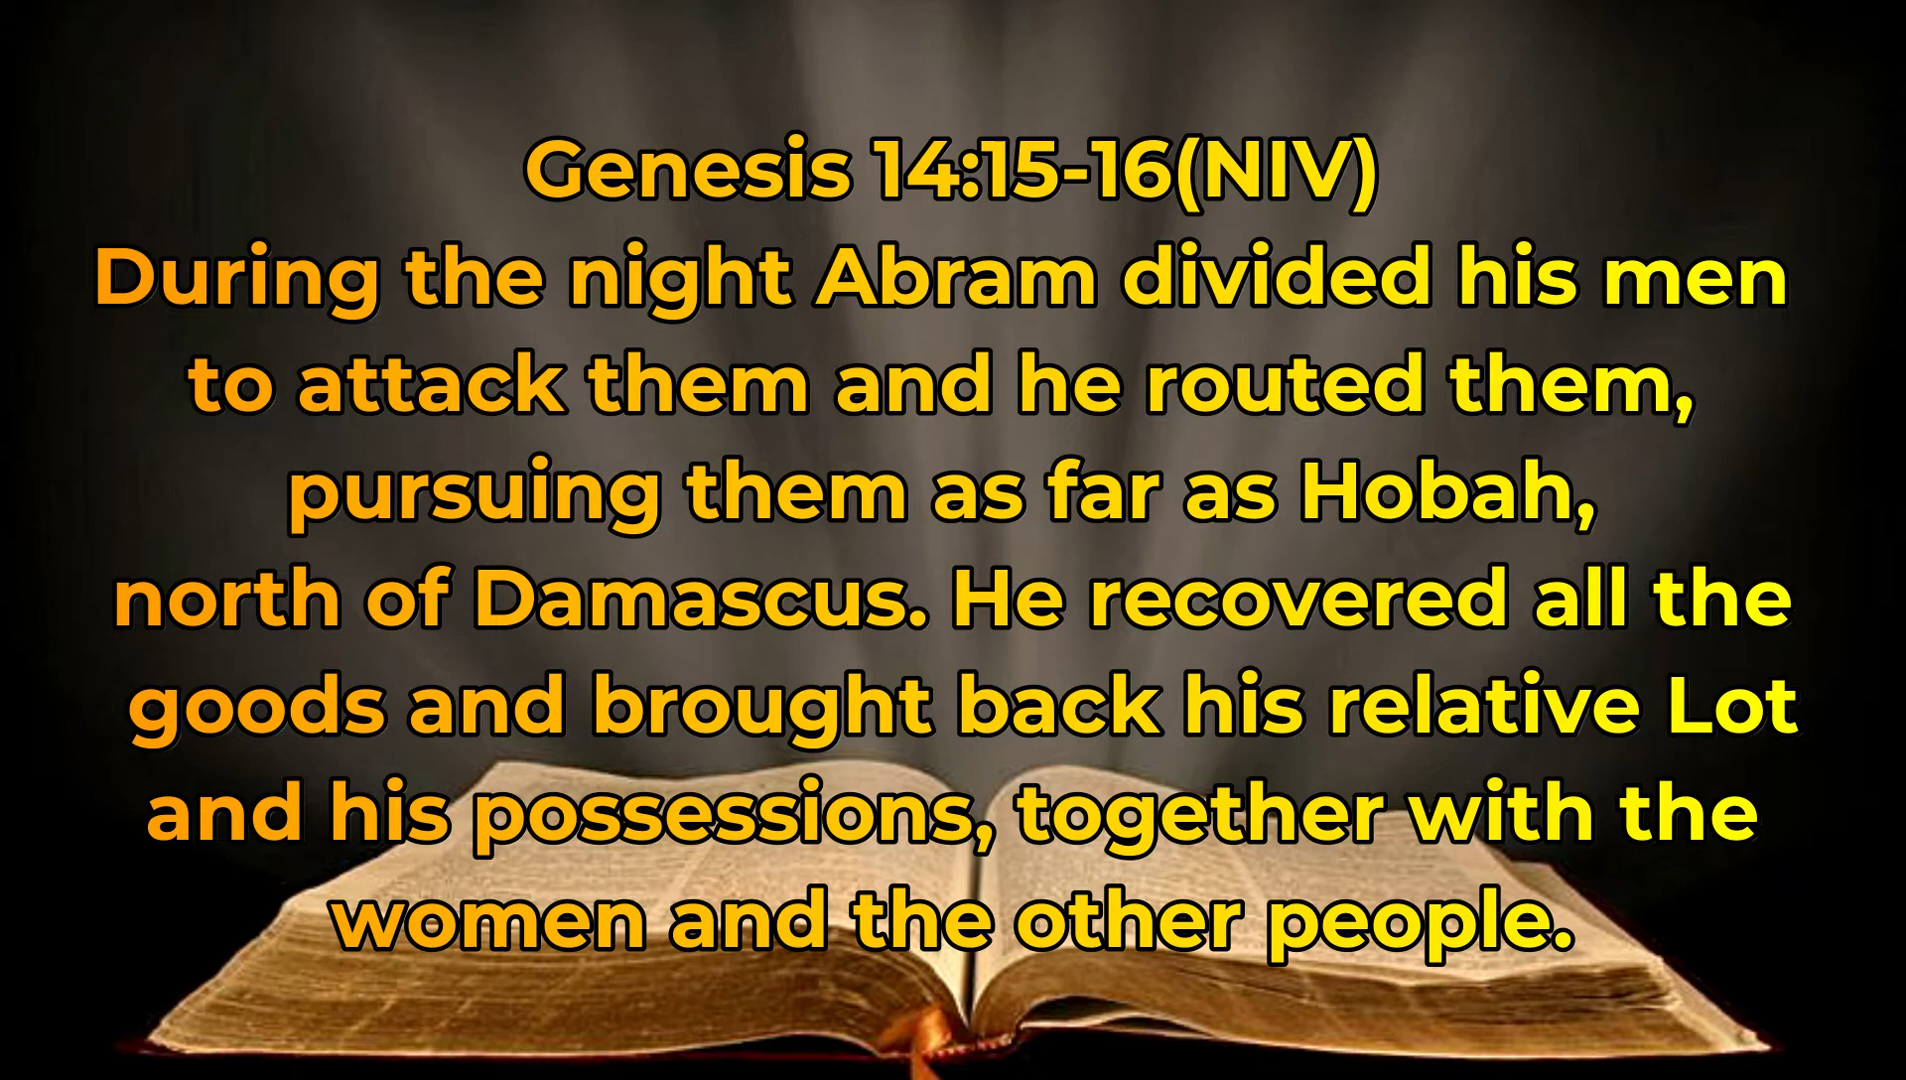 Genesis 14:15-16(NIV)
During the night Abram divided his men
to attack them and he routed them,
pursuing them as far as Hobah,
north of Damascus. He recovered all the
goods and brought back his relative Lot
and his possessions, together with the
women and the other people.